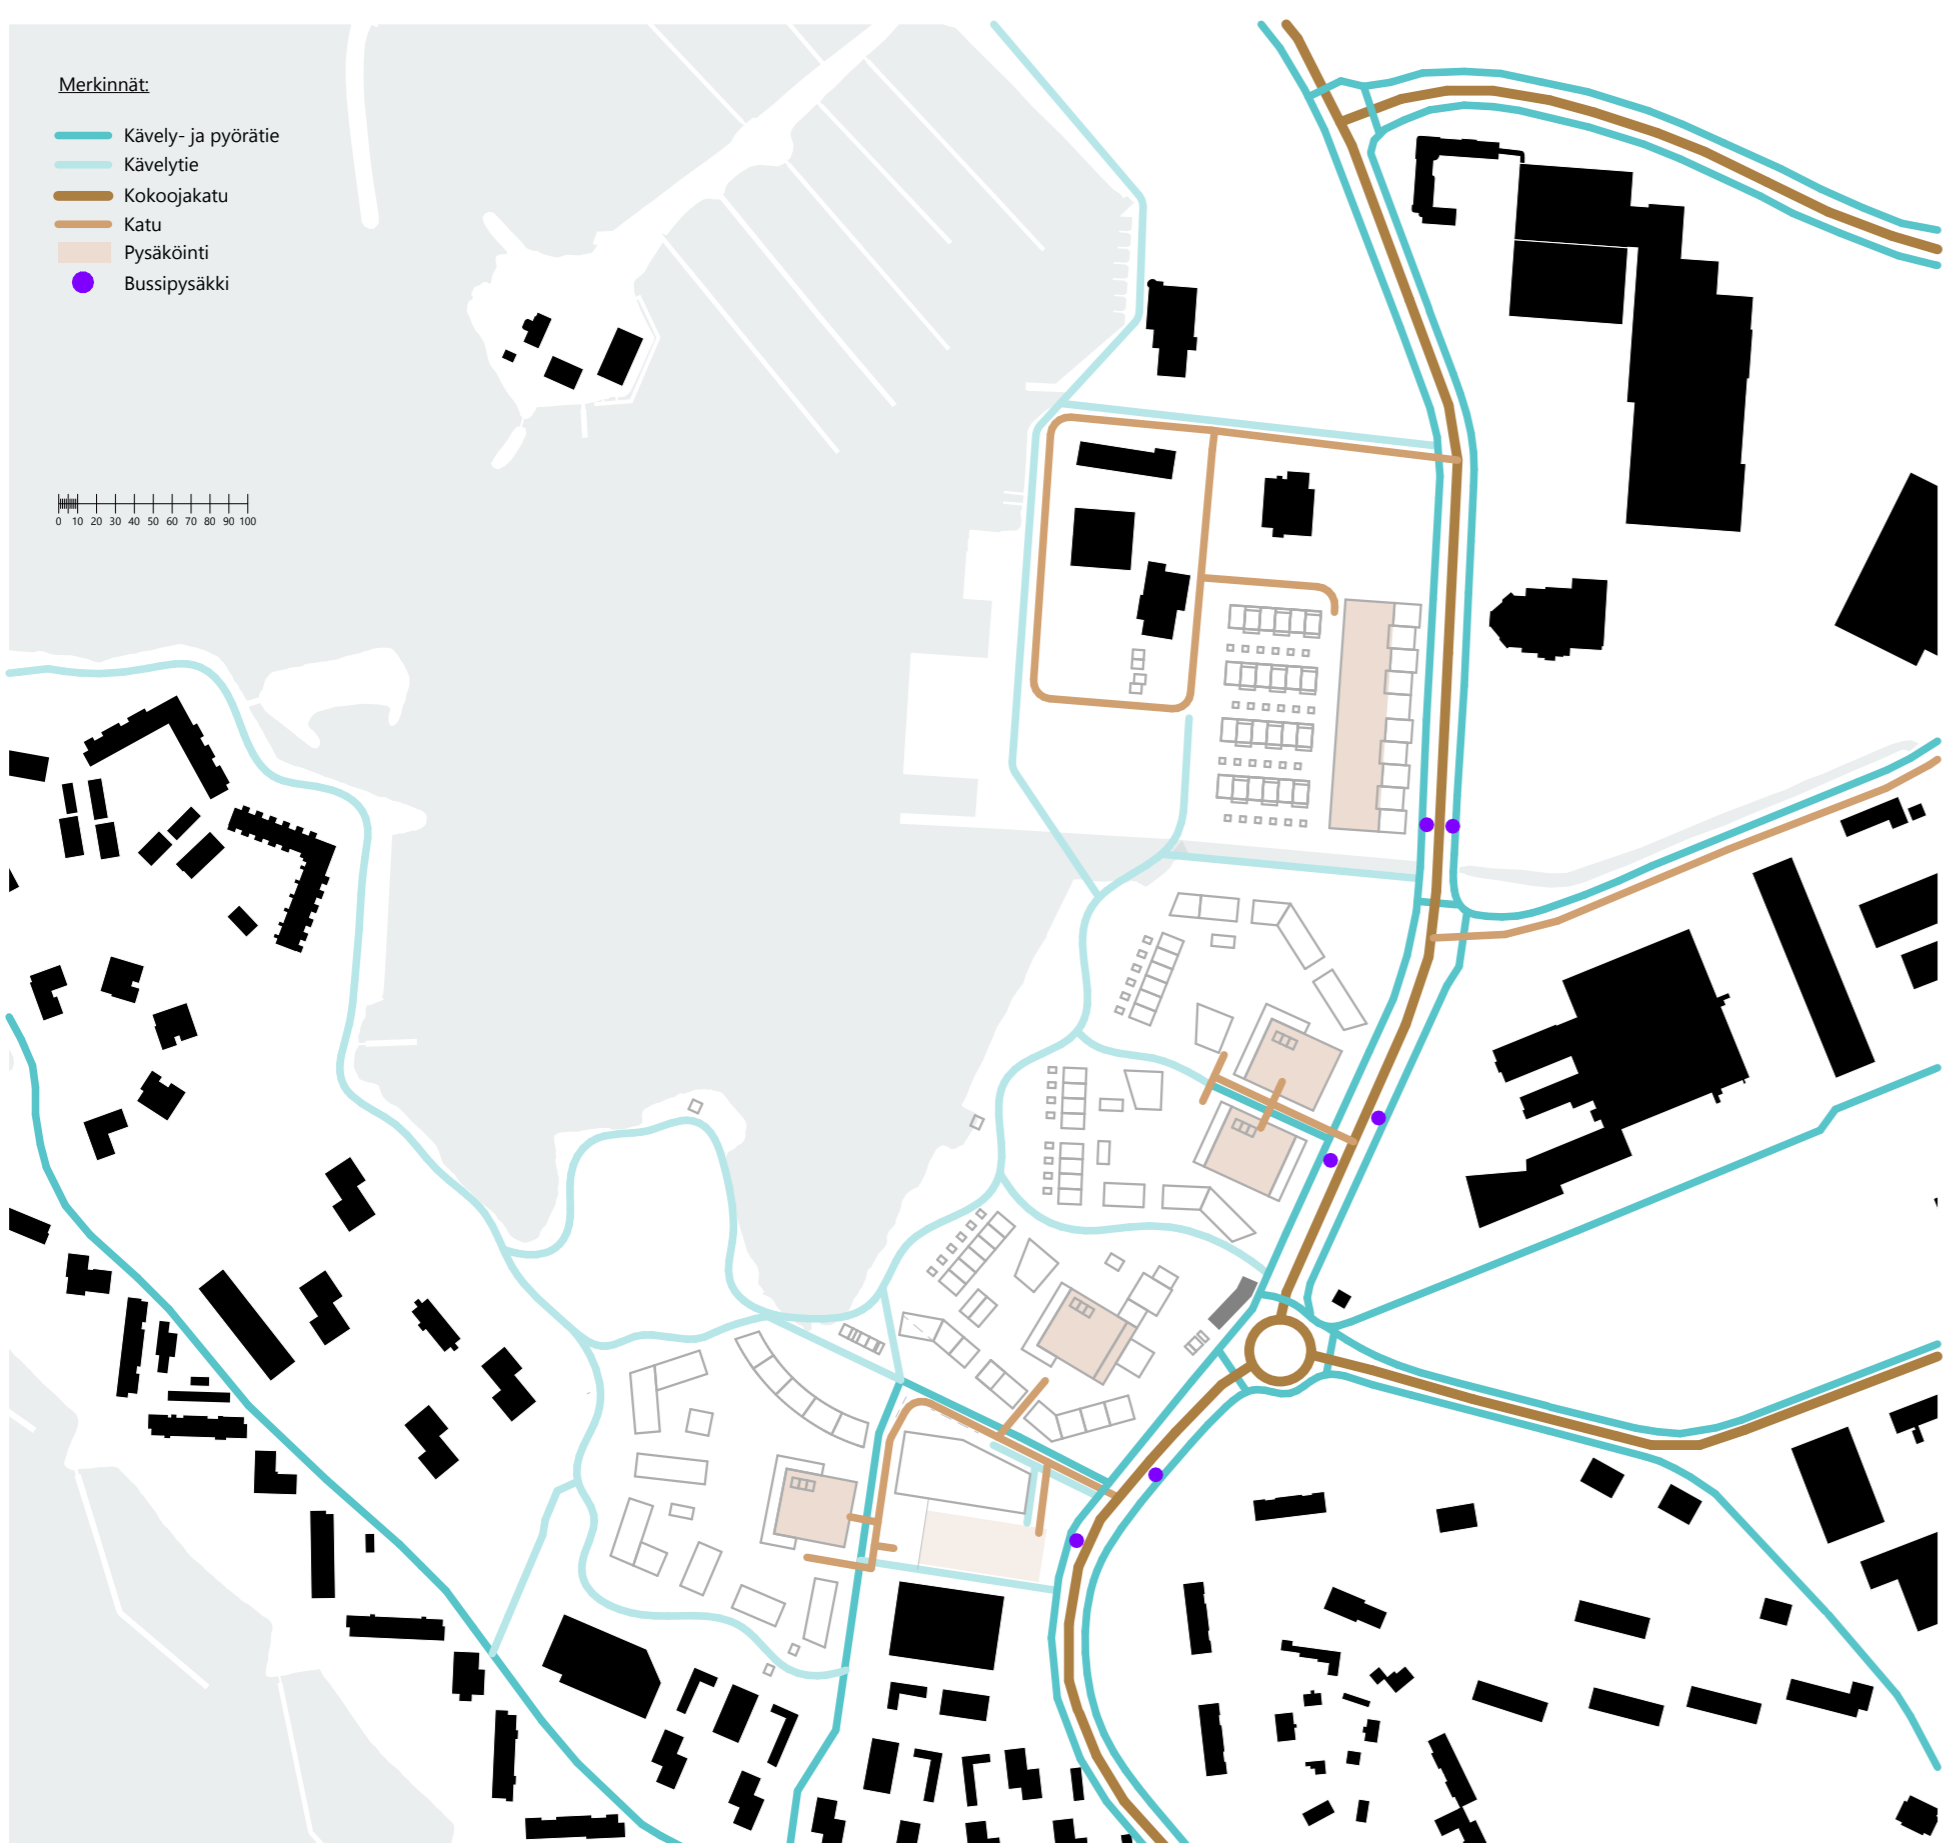 Merkinnät:
Kävely- ja pyörätie
Kävelytie
Kokoojakatu
Katu
Pysäköinti
Bussipysäkki
0 10 20 30 40 50 60 70 80 90 100